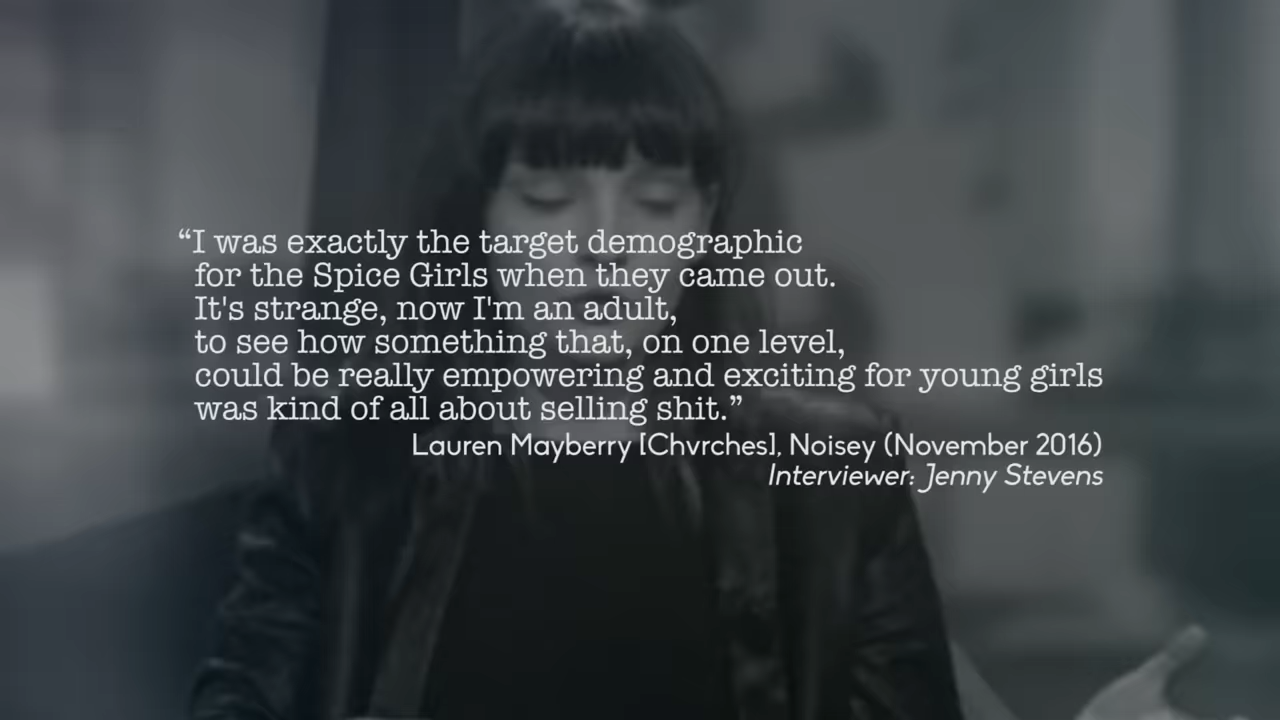 “I was exactly the target demographic
for the Spice Girls when they came out.
It's strange, now I'm an adult,
to see how something that, on one level,
could be really empowering and exciting for young girls
was kind of all about selling shit.”
Lauren Mayberry [Chvrches], Noisey (November 2016)
Interviewer: Jenny Stevens